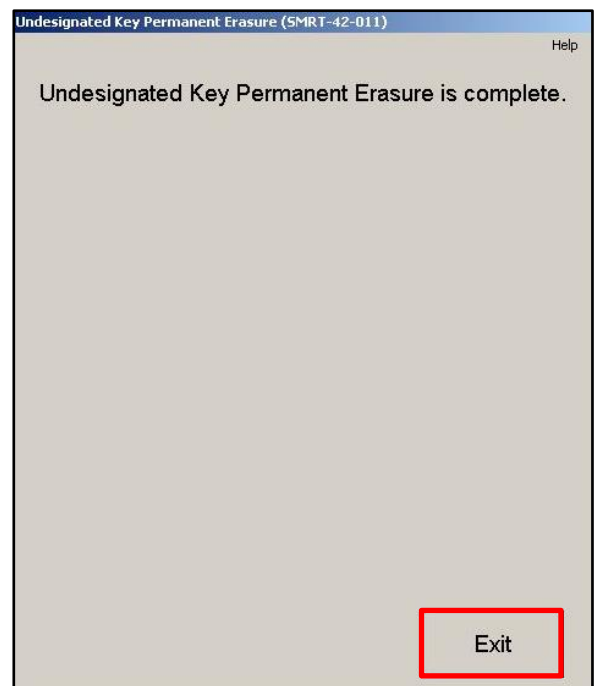 Undesignated Key Permanent Erasure (SMRT-42-011)
Help
Undesignated Key Permanent Erasure is complete.
Exit